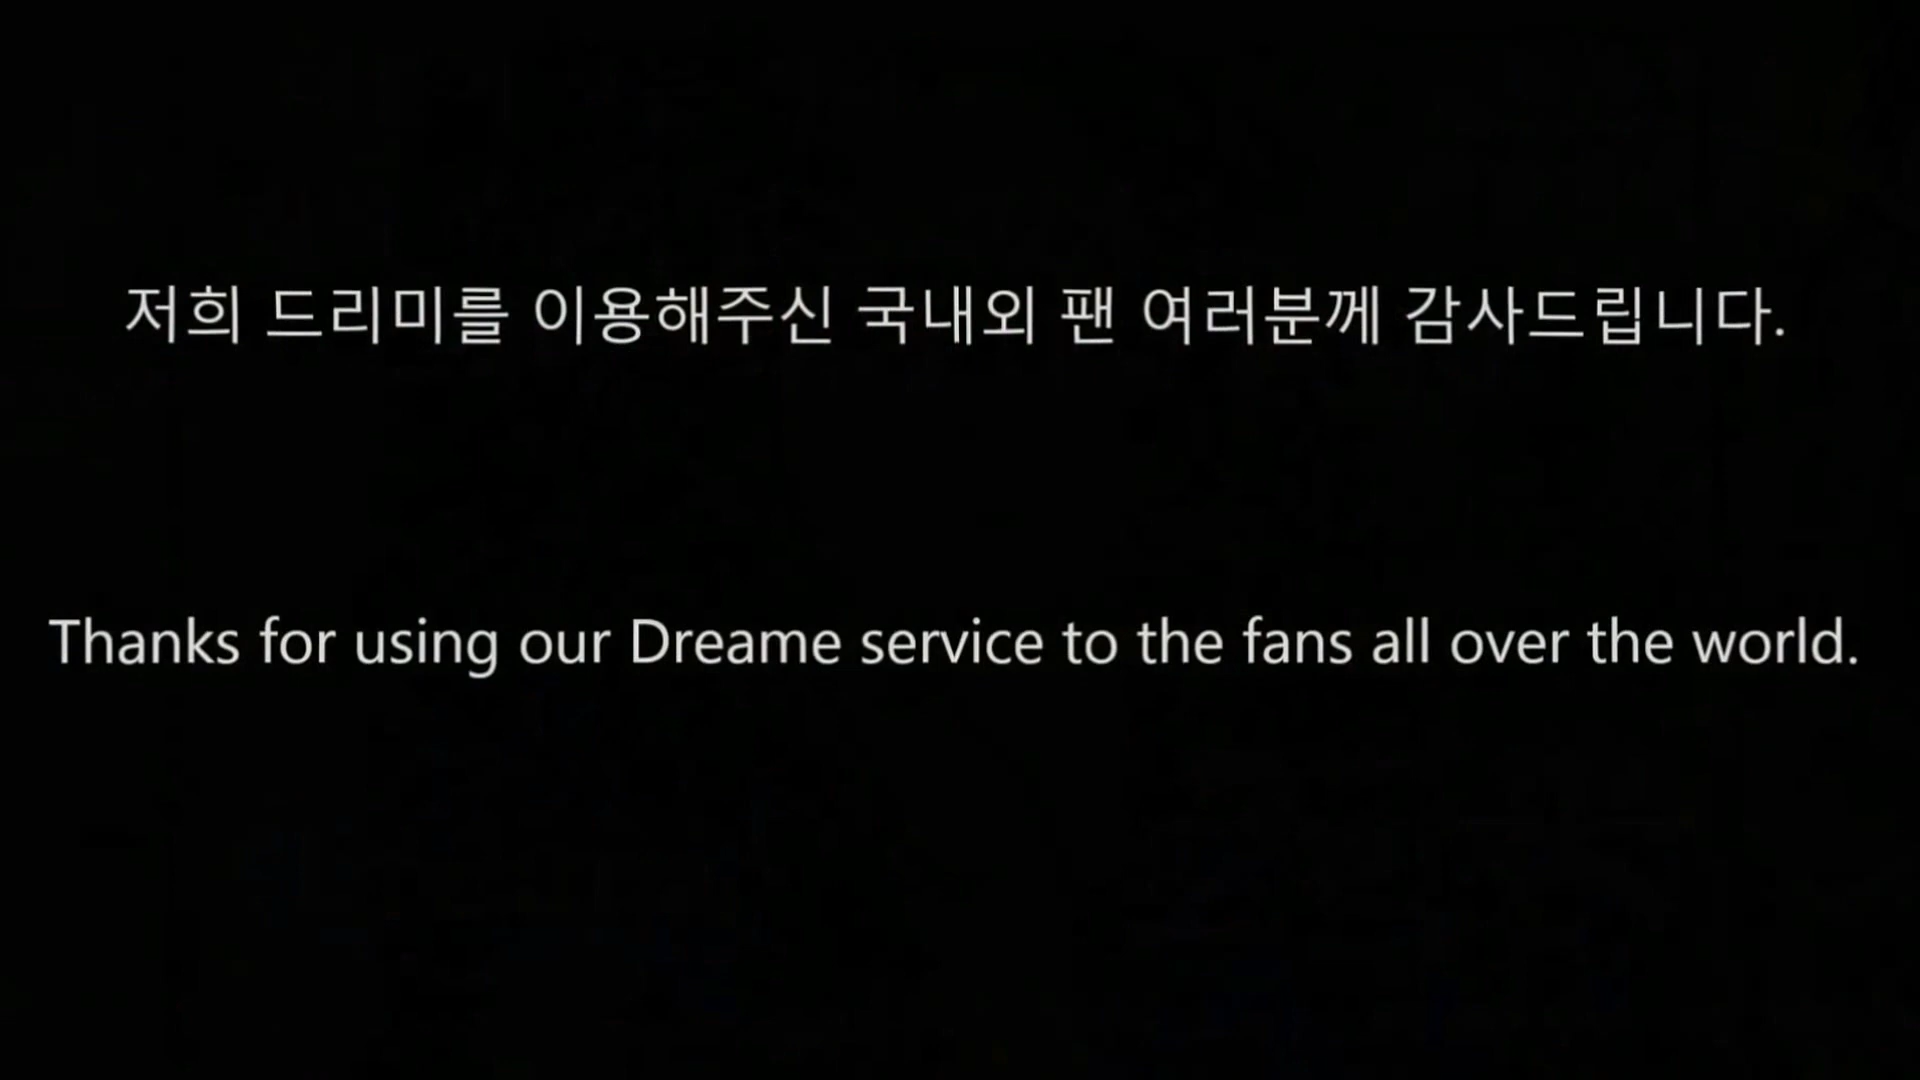 저희 드리미를 이용해주신 국내외 팬 여러분께 감사드립니다.
Thanks for using our Dreame service to the fans all over the world.